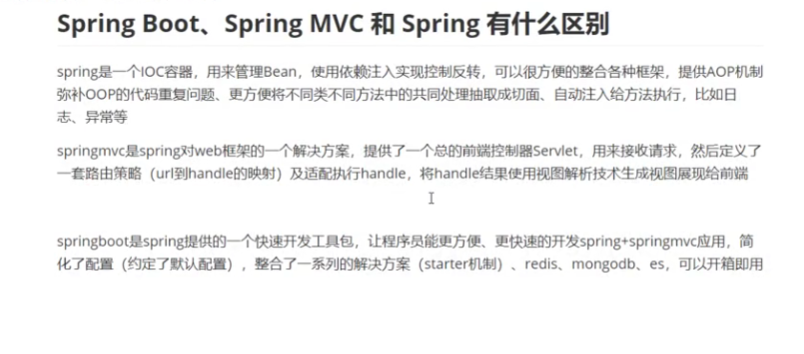 Spring Boot、Spring MVC 和 Spring 有什么区别
spring是一个IOC容器，用来管理Bean，使用依赖注入实现控制反转，可以很方便的整合各种框架，提供AOP机制
弥补OOP的代码重复问题、更方便将不同类不同方法中的共同处理抽取成切面、自动注入给方法执行，比如日
志、异常等
springmvc是spring对web框架的一个解决方案，提供了一个总的前端控制器Servlet，用来接收请求，然后定义了
一套路由策略（url到handle的映射）及适配执行handle，将handle结果使用视图解析技术生成视图展现给前端
springboot是spring提供的一个快速开发工具包，让程序员能更方便、更快速的开发spring+springmvc应用，简
化了配置（约定了默认配置），整合了一系列的解决方案（starter机制）、redis、mongodb、es，可以开箱即用